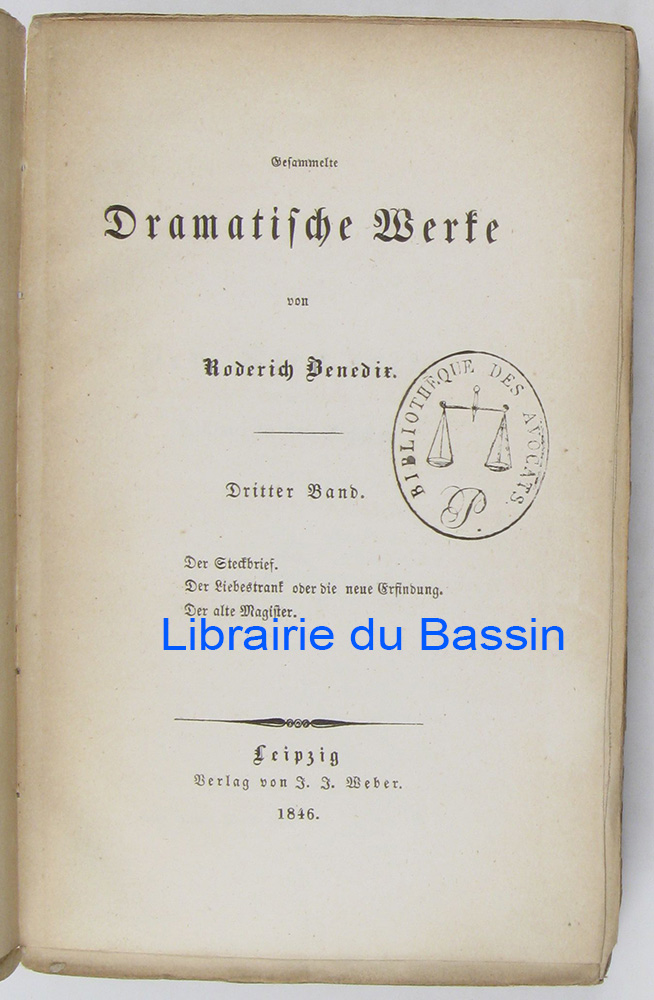 Gesammelte
Dramatische Werke
von
Roderich Benedix.
BIBLIOTHÈQUE DES AVOCATS.
P.
Dritter Band.
Der Steckbrief.
Der Liebestrank oder die neue Erfindung.
Der alte Magister.
Librairie du Bassin
Leipzig
Verlag von J. J. Weber.
1846.